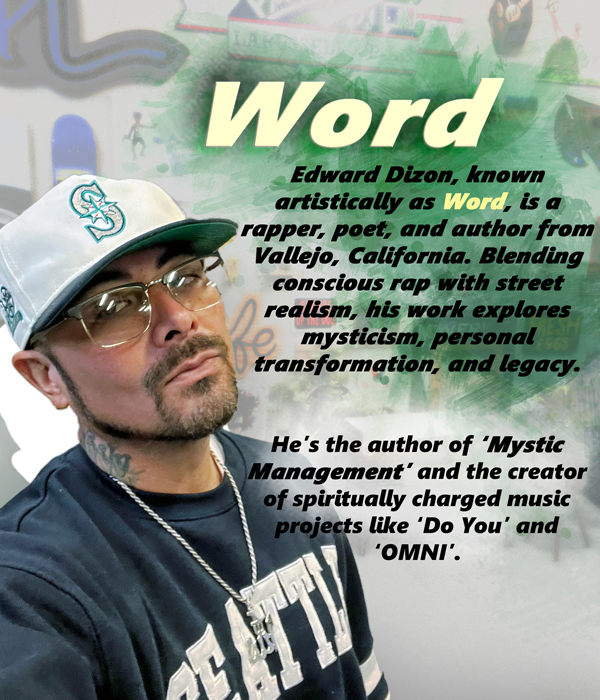 Word
Edward Dizon, known
artistically as Word, is a
rapper, poet, and author from
Vallejo, California. Blending
conscious rap with street
realism, his work explores
mysticism, personal
transformation, and legacy.
He's the author of ‘Mystic
Management’ and the creator
of spiritually charged music
projects like ‘Do You’ and
‘OMNI’.
S
SEATTLE